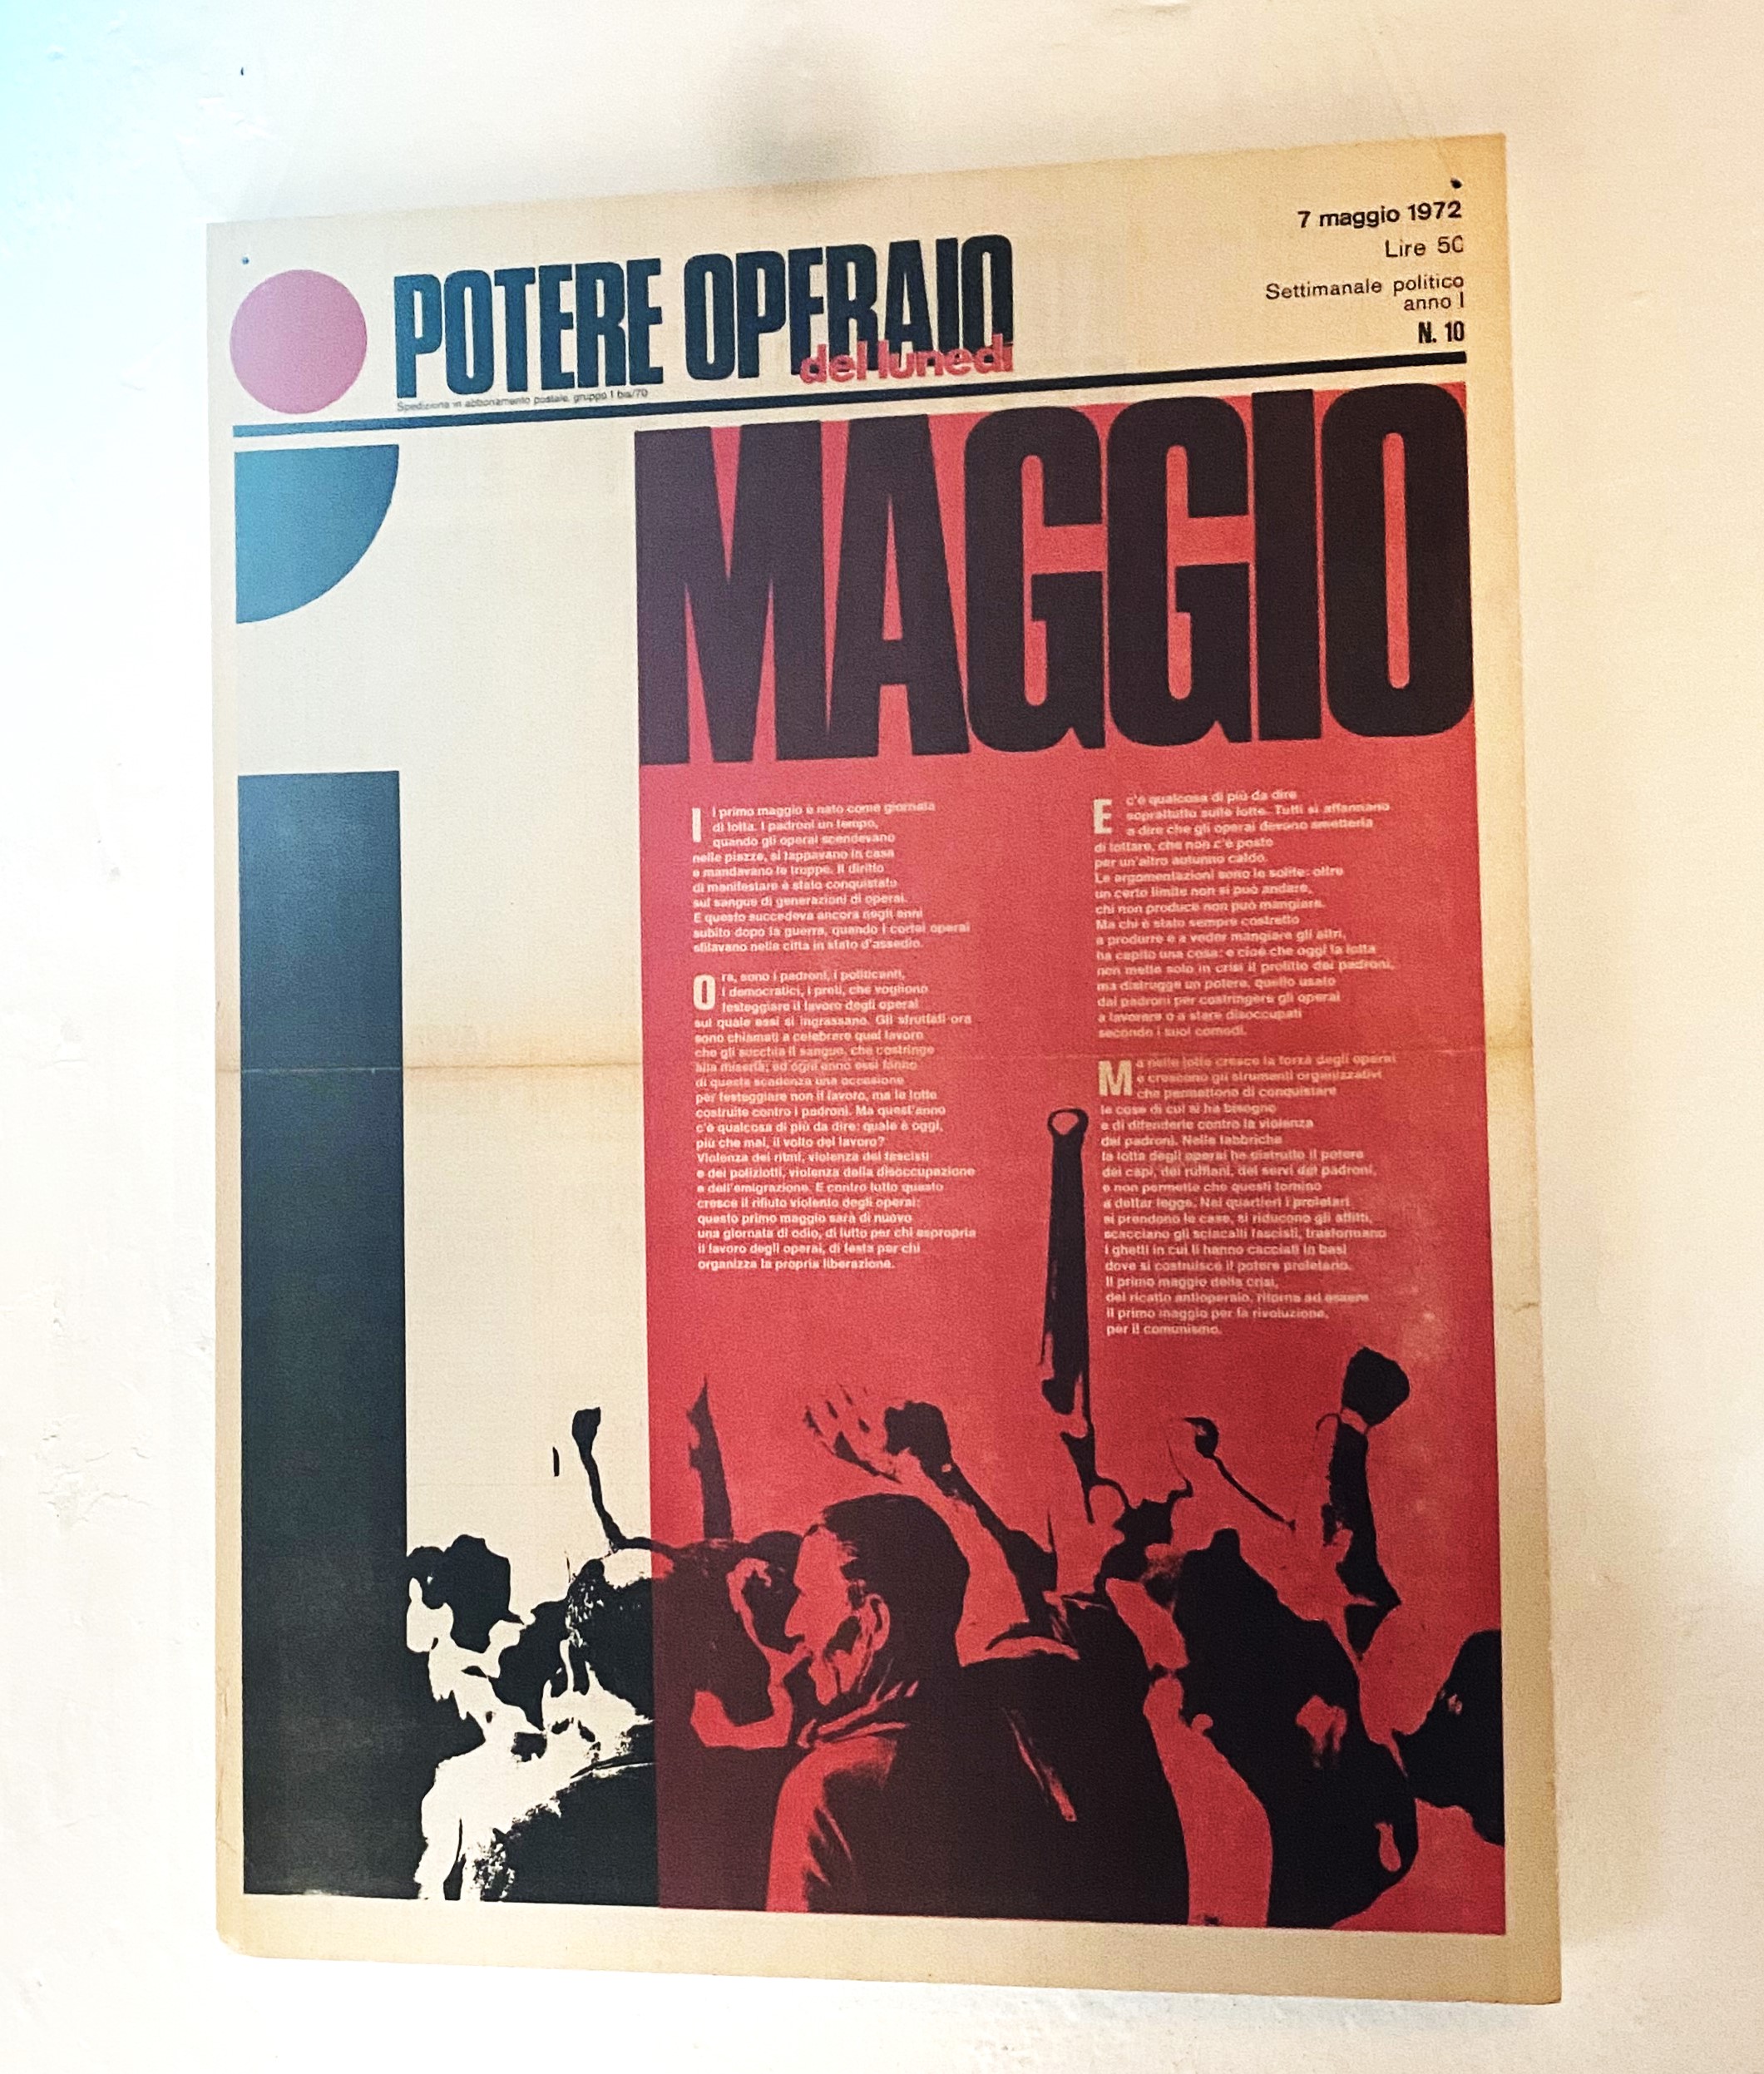 POTERE OPERAIO
del lunedì
Spedizione in abbonamento postale, gruppo I bis/70
7 maggio 1972
Lire 50
Settimanale politico
anno I
N. 10
1
MAGGIO
Il primo maggio è nato come giornata
di lotta. I padroni un tempo,
quando gli operai scendevano
nelle piazze, si tappavano in casa
e mandavano le truppe. Il diritto
di manifestare è stato conquistato
sul sangue di generazioni di operai.
E questo succedeva ancora negli anni
subito dopo la guerra, quando i cortei operai
sfilavano nella città in stato d'assedio.
Ora, sono i padroni, i politicanti,
i democratici, i preti, che vogliono
festeggiare il lavoro degli operai
sul quale essi si ingrassano. Gli sfruttati ora
sono chiamati a celebrare quel lavoro
che gli succhia il sangue, che costringe
alla miseria; ed ogni anno essi fanno
di questa scadenza una occasione
per festeggiare non il lavoro, ma le lotte
costruite contro i padroni. Ma quest'anno
c'è qualcosa di più da dire: quale è oggi,
più che mai, il volto del lavoro?
Violenza dei ritmi, violenza dei fascisti
e dei poliziotti, violenza della disoccupazione
e dell'emigrazione. E contro tutto questo
cresce il rifiuto violento degli operai:
questo primo maggio sarà di nuovo
una giornata di odio, di lutto per chi espropria
il lavoro degli operai, di festa per chi
organizza la propria liberazione.
E c'è qualcosa di più da dire
soprattutto sulle lotte. Tutti si affannano
a dire che gli operai devono smetterla
di lottare, che non c'è posto
per un'altro autunno caldo.
Le argomentazioni sono le solite: oltre
un certo limite non si può andare,
chi non produce non può mangiare.
Ma chi è stato sempre costretto
a produrre e a veder mangiare gli altri,
ha capito una cosa: e cioè che oggi la lotta
non mette solo in crisi il profitto dei padroni,
ma distrugge un potere, quello usato
dai padroni per costringere gli operai
a lavorare o a stare disoccupati
secondo i suoi comodi.
Ma nelle lotte cresce la forza degli operai
e crescono gli strumenti organizzativi
che permettono di conquistare
le cose di cui si ha bisogno
e di difenderle contro la violenza
dei padroni. Nelle fabbriche
la lotta degli operai ha distrutto il potere
dei capi, dei ruffiani, dei servi dei padroni,
e non permette che questi tornino
a dettar legge. Nei quartieri i proletari
si prendono le case, si riducono gli affitti,
scacciano gli sciacalli fascisti, trasformano
i ghetti in cui li hanno cacciati in basi
dove si costruisce il potere proletario.
Il primo maggio della crisi,
del ricatto antioperaio, ritorna ad essere
il primo maggio per la rivoluzione,
per il comunismo.